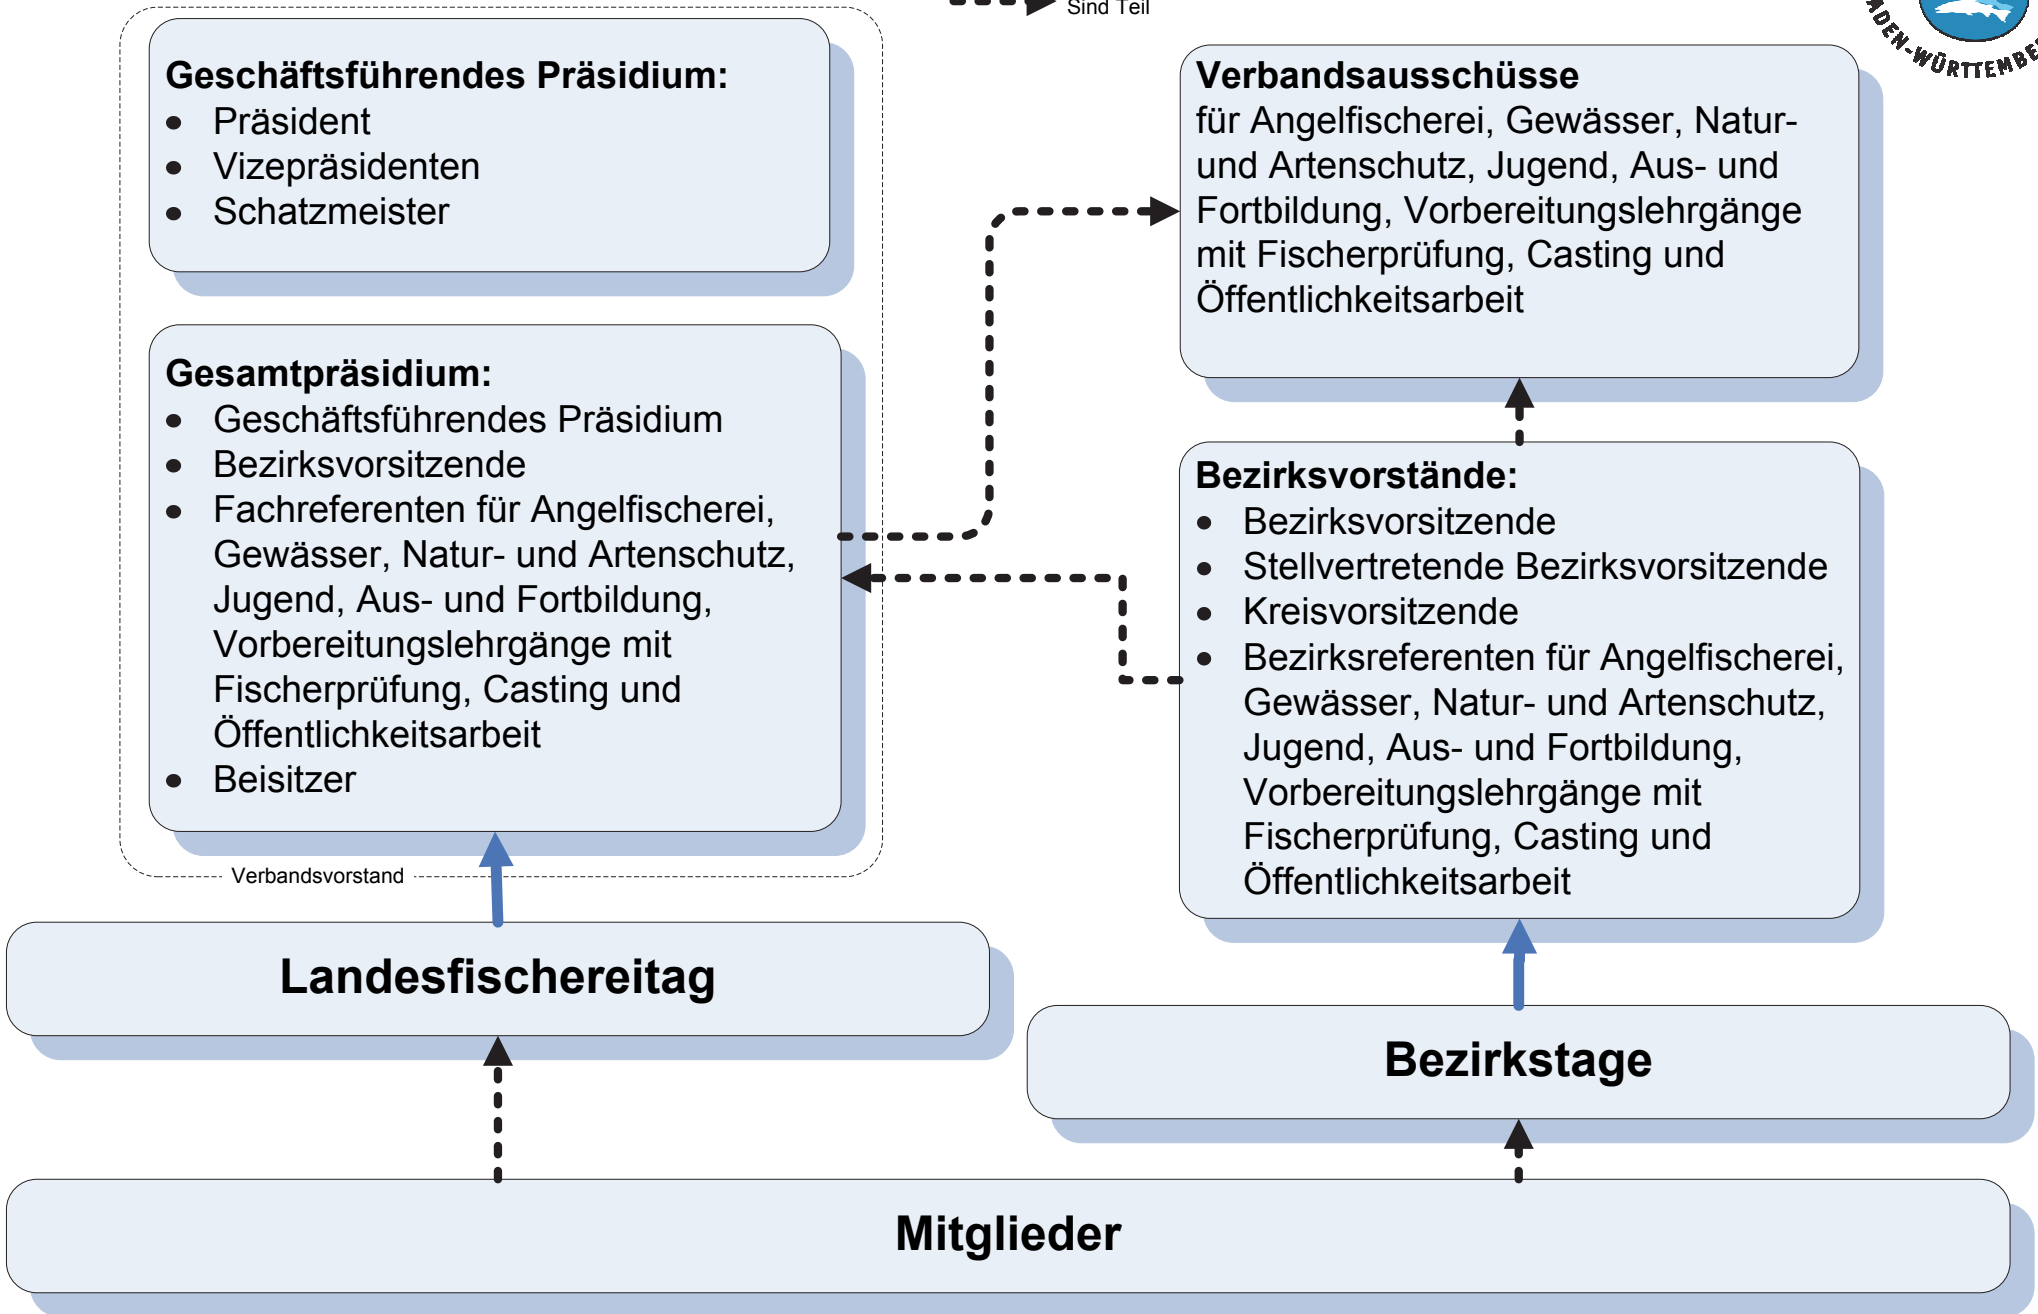 Sind Teil
ADEN-WÜRTTEMBE
Geschäftsführendes Präsidium:
• Präsident
• Vizepräsidenten
• Schatzmeister
Verbandsausschüsse
für Angelfischerei, Gewässer, Natur-
und Artenschutz, Jugend, Aus- und
Fortbildung, Vorbereitungslehrgänge
mit Fischerprüfung, Casting und
Öffentlichkeitsarbeit
Gesamtpräsidium:
• Geschäftsführendes Präsidium
• Bezirksvorsitzende
• Fachreferenten für Angelfischerei,
Gewässer, Natur- und Artenschutz,
Jugend, Aus- und Fortbildung,
Vorbereitungslehrgänge mit
Fischerprüfung, Casting und
Öffentlichkeitsarbeit
• Beisitzer
Verbandsvorstand
Bezirksvorstände:
• Bezirksvorsitzende
• Stellvertretende Bezirksvorsitzende
• Kreisvorsitzende
• Bezirksreferenten für Angelfischerei,
Gewässer, Natur- und Artenschutz,
Jugend, Aus- und Fortbildung,
Vorbereitungslehrgänge mit
Fischerprüfung, Casting und
Öffentlichkeitsarbeit
Landesfischereitag
Bezirkstage
Mitglieder